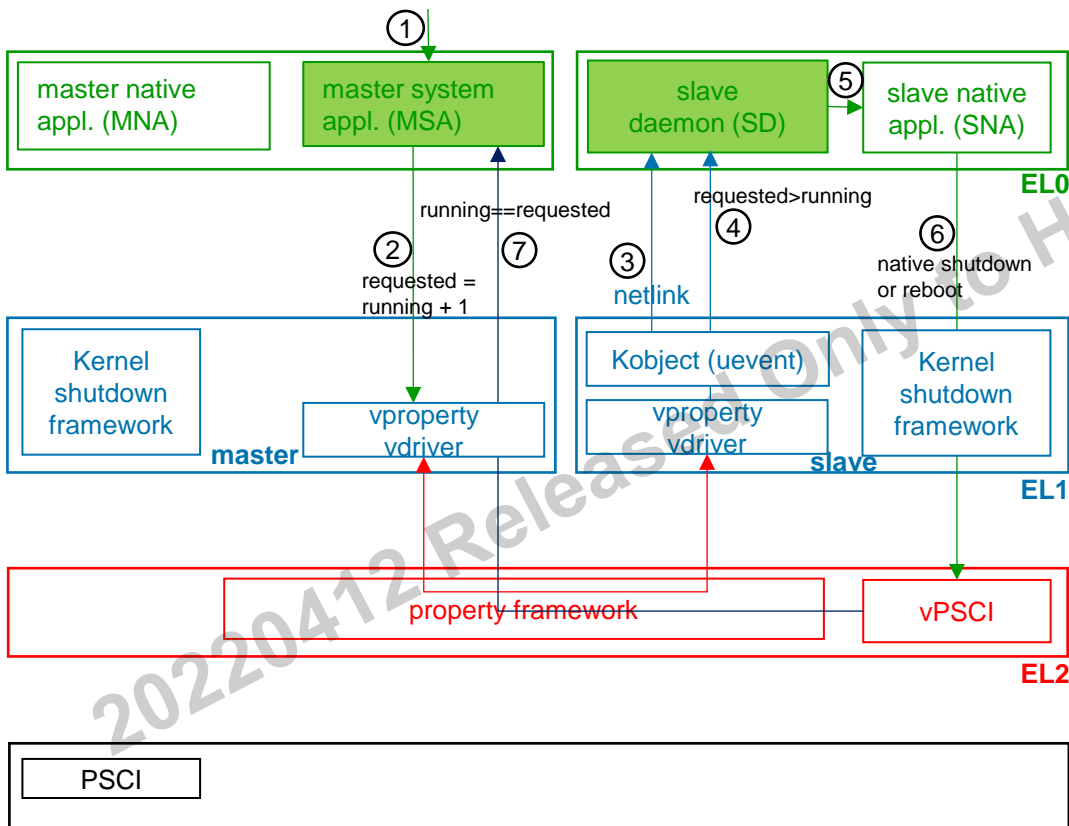 1
master native
appl. (MNA)
master system
appl. (MSA)
slave
daemon (SD)
5
slave native
appl. (SNA)
EL0
running==requested
requested>running
2
7
3
4
6
requested =
running + 1
netlink
native shutdown
or reboot
Kernel
shutdown
framework
vproperty
vdriver
master
Kobject (uevent)
vproperty
vdriver
Kernel
shutdown
framework
slave
EL1
property framework
vPSCI
EL2
PSCI
20220412 Released Only to H